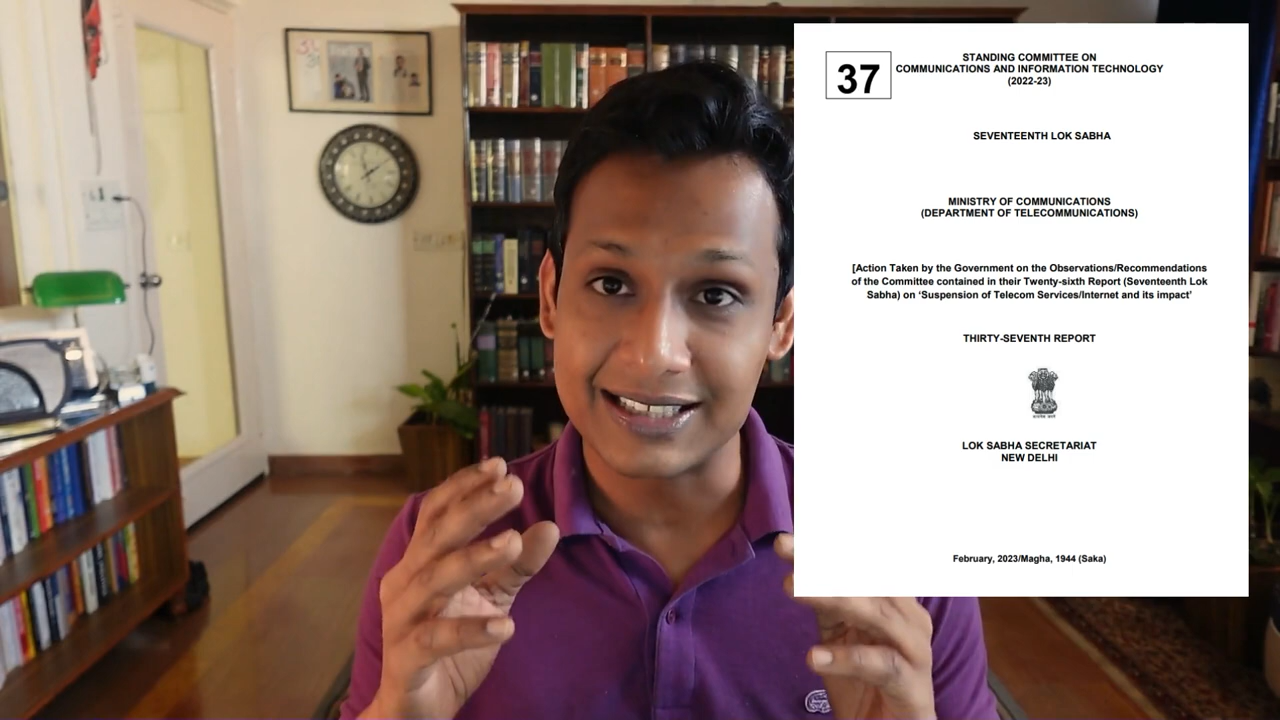 37
STANDING COMMITTEE ON
COMMUNICATIONS AND INFORMATION TECHNOLOGY
(2022-23)
SEVENTEENTH LOK SABHA
MINISTRY OF COMMUNICATIONS
(DEPARTMENT OF TELECOMMUNICATIONS)
[Action Taken by the Government on the Observations/Recommendations
of the Committee contained in their Twenty-sixth Report (Seventeenth Lok
Sabha) on ‘Suspension of Telecom Services/Internet and its impact’
THIRTY-SEVENTH REPORT
LOK SABHA SECRETARIAT
NEW DELHI
February, 2023/Magha, 1944 (Saka)